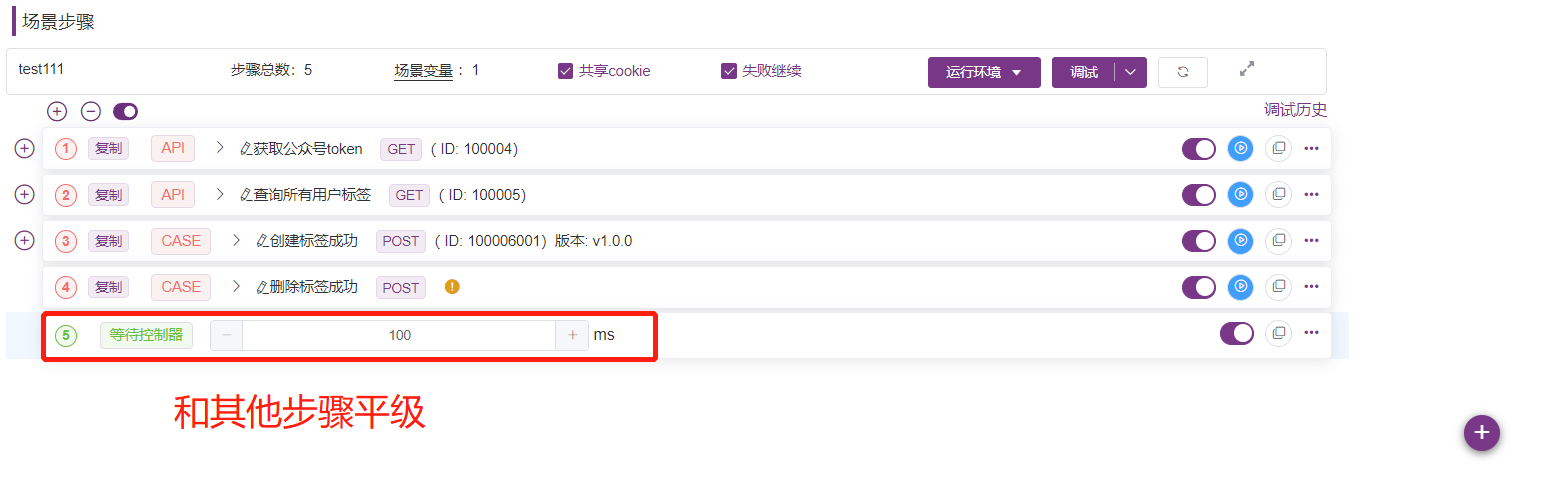 场景步骤
test111 步骤总数：5 场景变量：1 共享cookie 失败继续 运行环境 调试
调试历史
1 复制 API 获取公众号token GET ( ID: 100004)
2 复制 API 查询所有用户标签 GET ( ID: 100005)
3 复制 CASE 创建标签成功 POST ( ID: 100006001) 版本: v1.0.0
4 复制 CASE 删除标签成功 POST
5 等待控制器 100 ms
和其他步骤平级